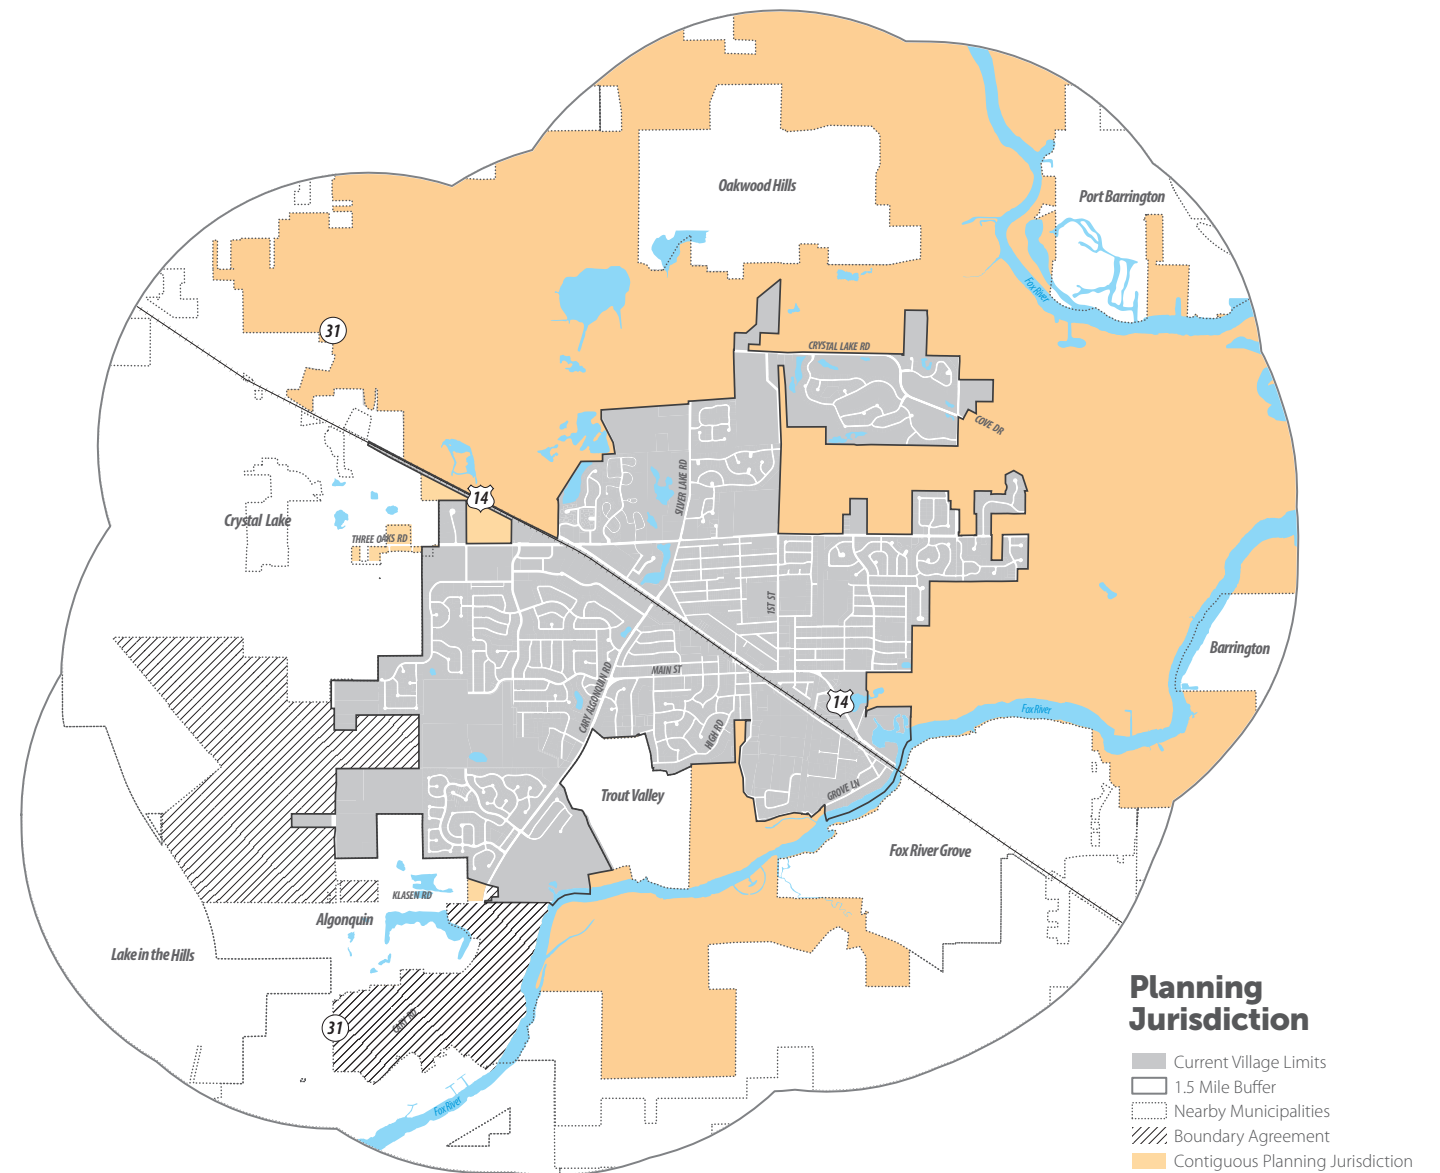 Oakwood Hills
Port Barrington
Fox River
31
CRYSTAL LAKE RD
COVE DR
SILVER LAKE RD
14
Crystal Lake
THREE OAKS RD
1ST ST
Barrington
MAIN ST
CARY ALGONQUIN RD
14
Fox River
HIGH RD
Trout Valley
GROVE LN
Fox River Grove
KLASEN RD
Algonquin
Lake in the Hills
31
CARY RD
Fox River
Planning
Jurisdiction
Current Village Limits
1.5 Mile Buffer
Nearby Municipalities
Boundary Agreement
Contiguous Planning Jurisdiction